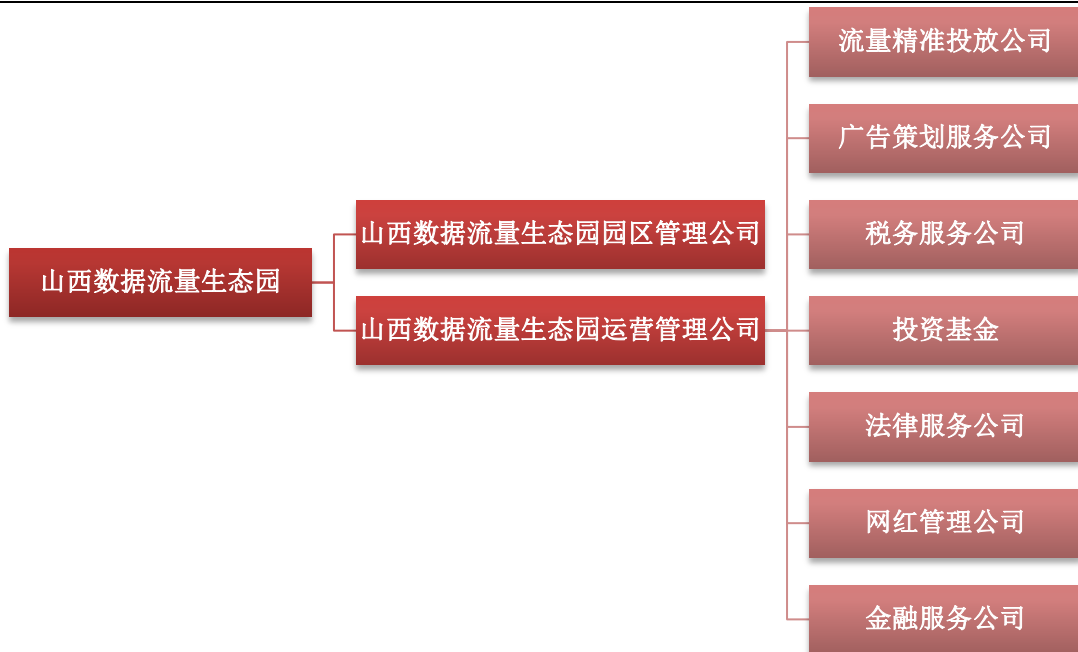 山西数据流量生态园
山西数据流量生态园园区管理公司
山西数据流量生态园运营管理公司
流量精准投放公司
广告策划服务公司
税务服务公司
投资基金
法律服务公司
网红管理公司
金融服务公司